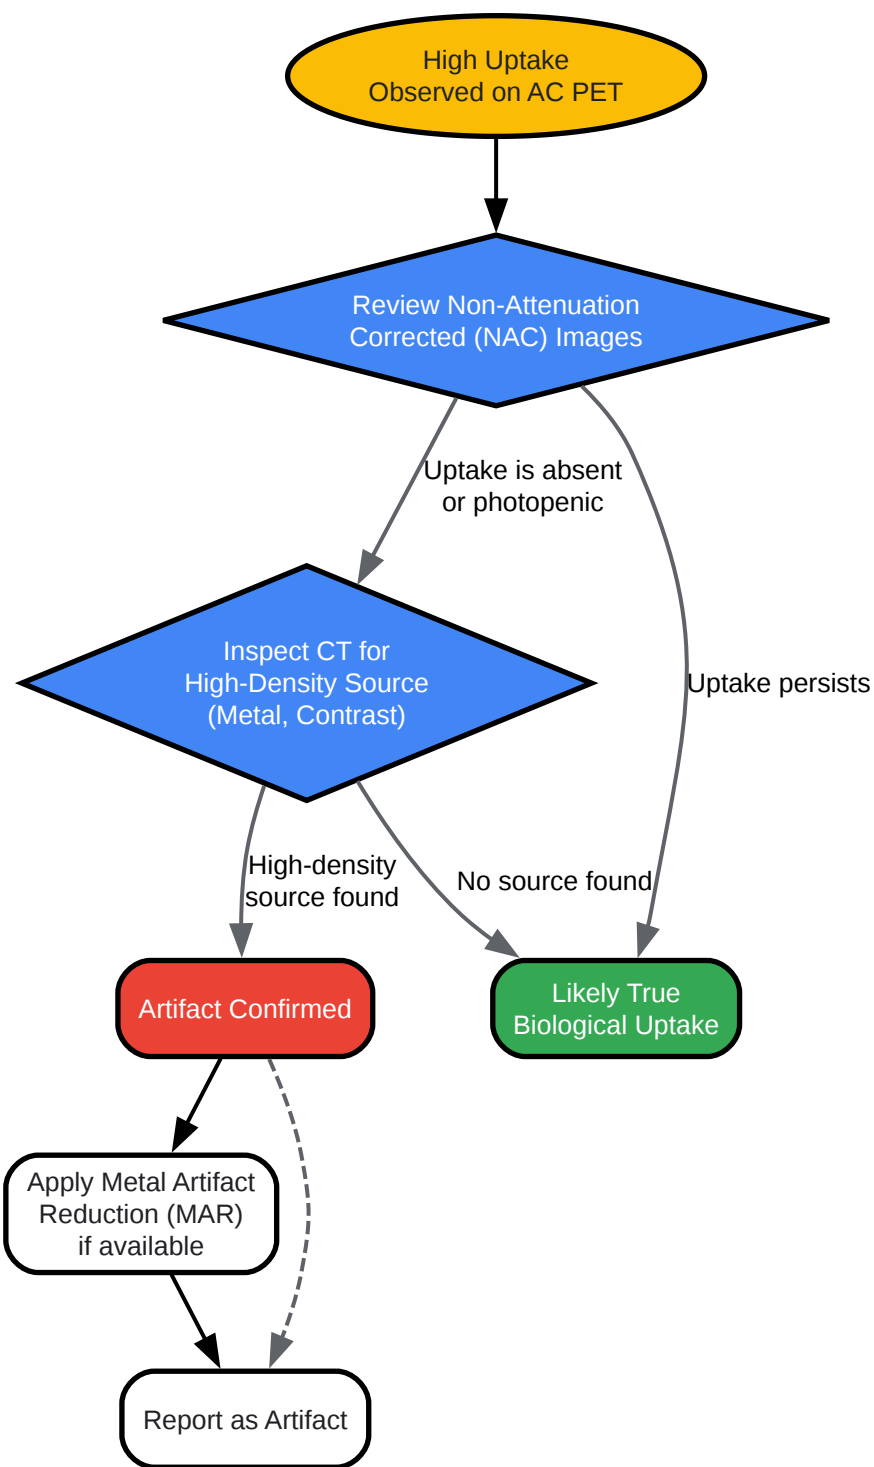 High Uptake
Observed on AC PET
Review Non-Attenuation
Corrected (NAC) Images
Uptake is absent
or photopenic
Inspect CT for
High-Density Source
(Metal, Contrast)
Uptake persists
High-density
source found
No source found
Artifact Confirmed
Likely True
Biological Uptake
Apply Metal Artifact
Reduction (MAR)
if available
Report as Artifact